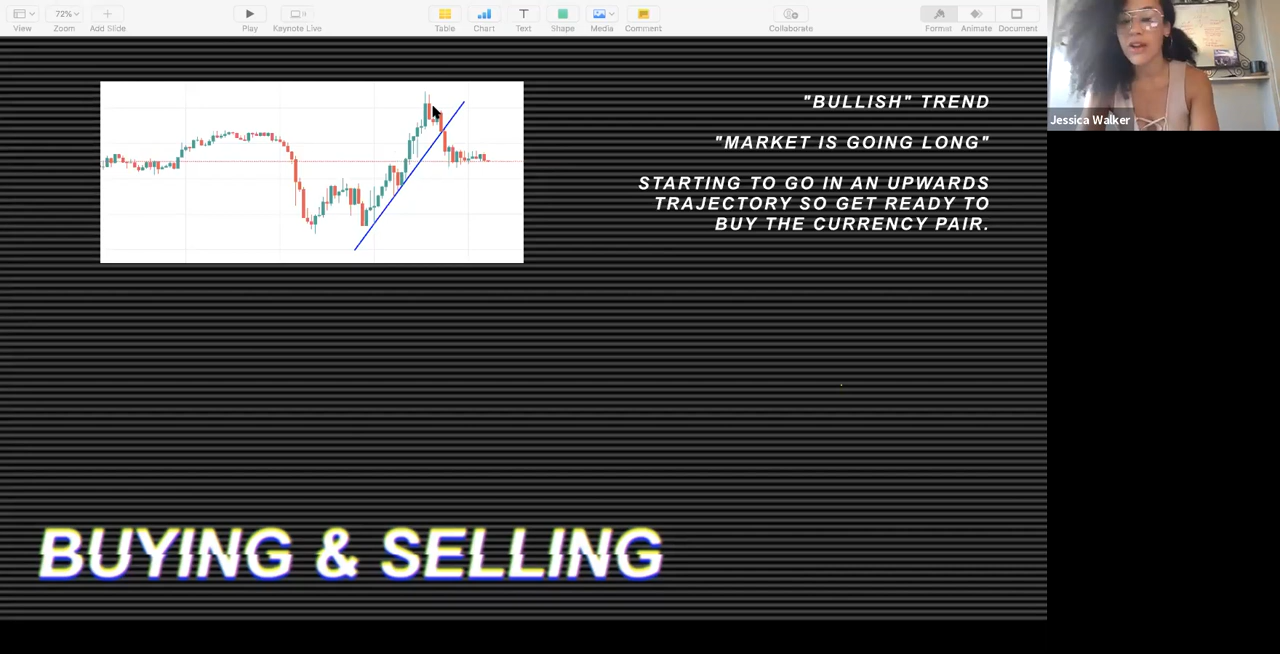 View
72%
Zoom
Add Slide
Play
Keynote Live
Table
Chart
Text
Shape
Media
Comment
Collaborate
Format
Animate
Document
"BULLISH" TREND
"MARKET IS GOING LONG"
STARTING TO GO IN AN UPWARDS
TRAJECTORY SO GET READY TO
BUY THE CURRENCY PAIR.
Jessica Walker
BUYING & SELLING